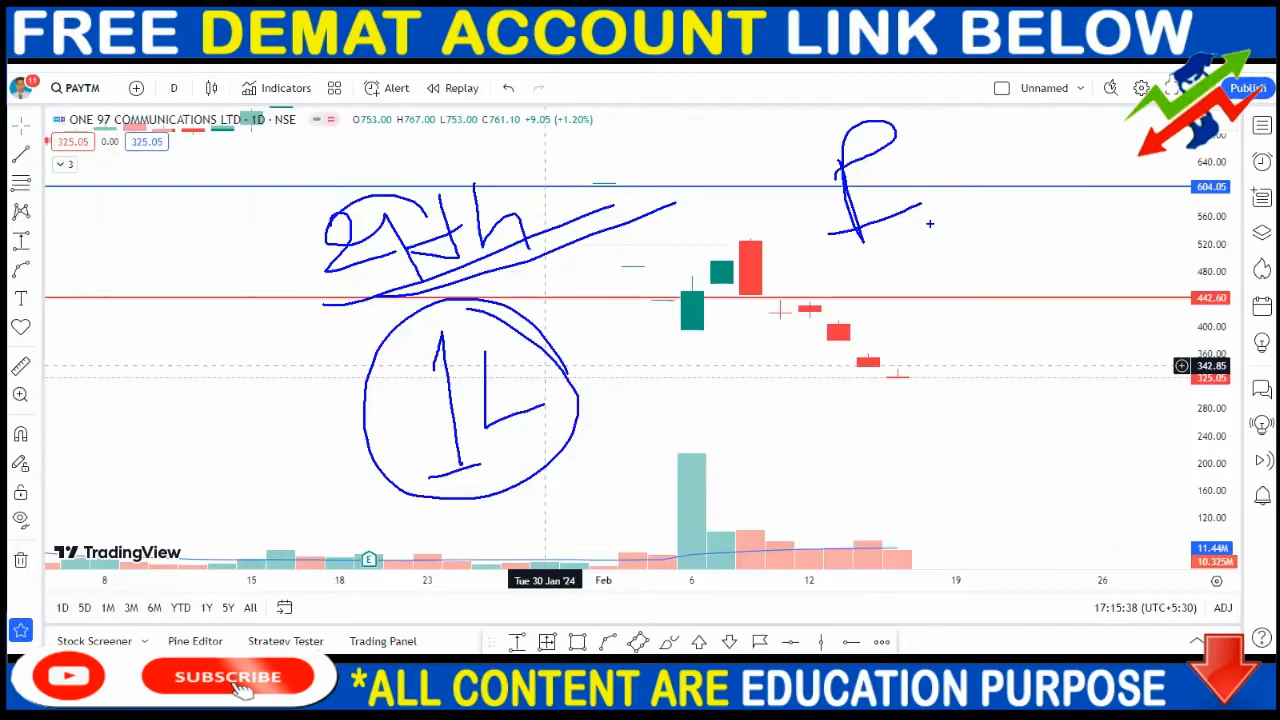 FREE DEMAT ACCOUNT LINK BELOW
11
PAYTM
D
Indicators
Alert
Replay
Unnamed
Publish
ONE 97 COMMUNICATIONS LTD · 1D · NSE
O753.00 H767.00 L753.00 C761.10 +9.05 (+1.20%)
325.05
0.00
325.05
3
640.00
604.05
560.00
520.00
480.00
442.60
400.00
360.00
342.85
325.05
280.00
240.00
200.00
160.00
120.00
11.44M
10.325M
29th
1L
E
TradingView
8
15
18
23
Tue 30 Jan '24
Feb
6
12
19
26
1D
5D
1M
3M
6M
YTD
1Y
5Y
All
17:15:38 (UTC+5:30)
ADJ
Stock Screener
Pine Editor
Strategy Tester
Trading Panel
SUBSCRIBE
*ALL CONTENT ARE EDUCATION PURPOSE